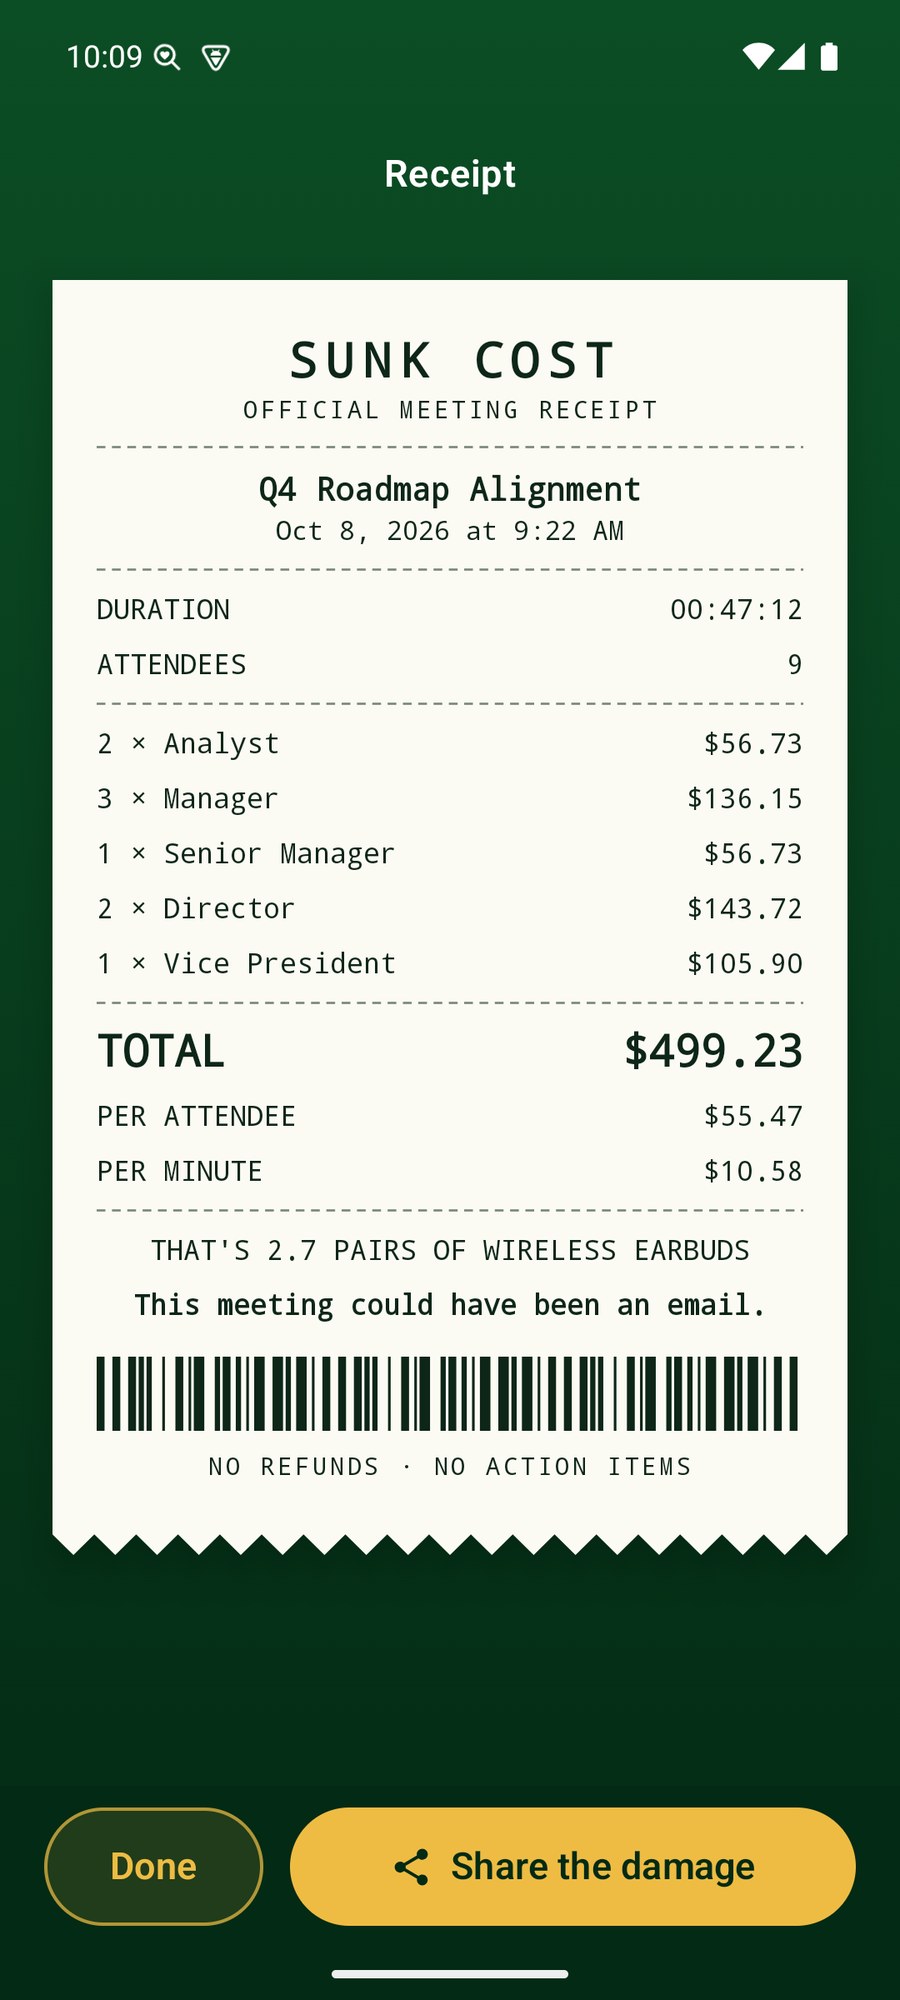 10:09
Receipt
SUNK COST
OFFICIAL MEETING RECEIPT
Q4 Roadmap Alignment
Oct 8, 2026 at 9:22 AM
DURATION 00:47:12
ATTENDEES 9
2 × Analyst $56.73
3 × Manager $136.15
1 × Senior Manager $56.73
2 × Director $143.72
1 × Vice President $105.90
TOTAL $499.23
PER ATTENDEE $55.47
PER MINUTE $10.58
THAT'S 2.7 PAIRS OF WIRELESS EARBUDS
This meeting could have been an email.
NO REFUNDS · NO ACTION ITEMS
Done
Share the damage